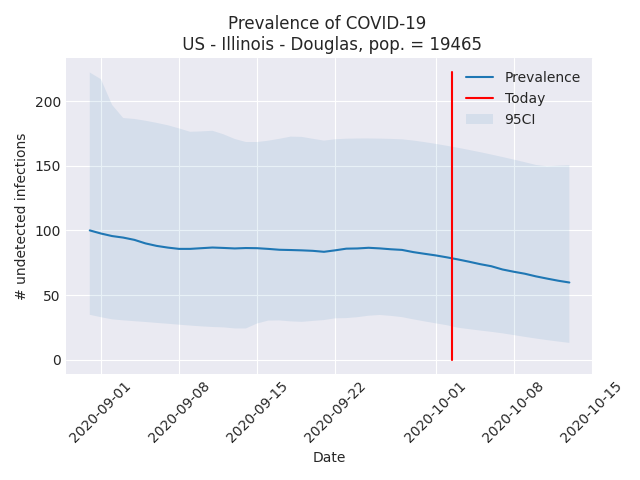 Prevalence of COVID-19
US - Illinois - Douglas, pop. = 19465
Prevalence
Today
95CI
# undetected infections
200
150
100
50
0
2020-09-01
2020-09-08
2020-09-15
2020-09-22
2020-10-01
2020-10-08
2020-10-15
Date